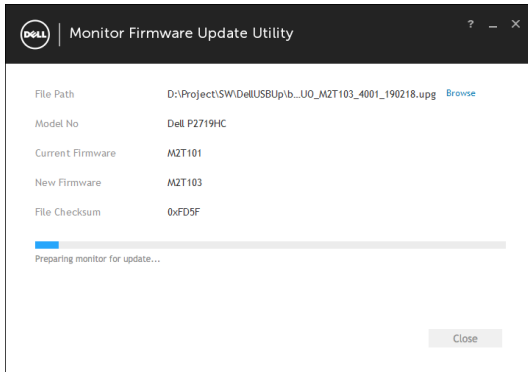 DELL Monitor Firmware Update Utility ? _ ×
File Path D:\Project\SW\DellUSBUp\b...UO_M2T103_4001_190218.upg Browse
Model No Dell P2719HC
Current Firmware M2T101
New Firmware M2T103
File Checksum 0xFD5F
Preparing monitor for update...
Close